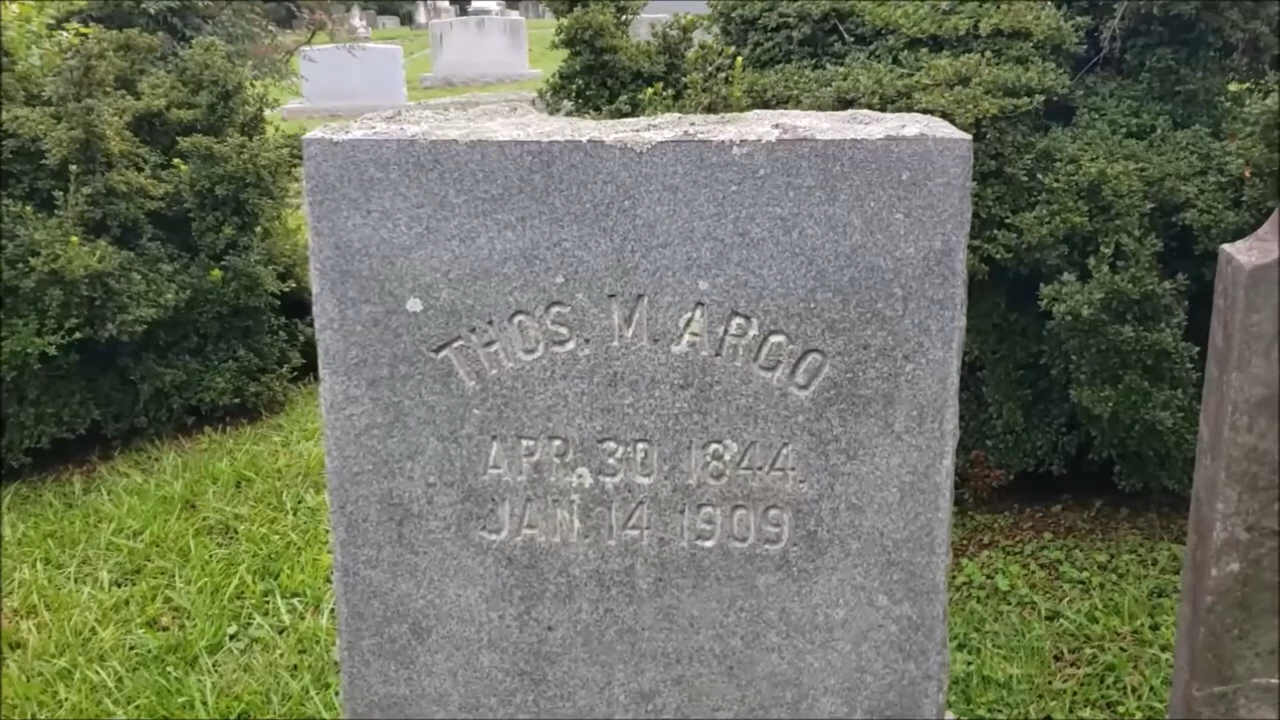 THOS. M. ARGO
APR. 30. 1844.
JAN. 14. 1909.